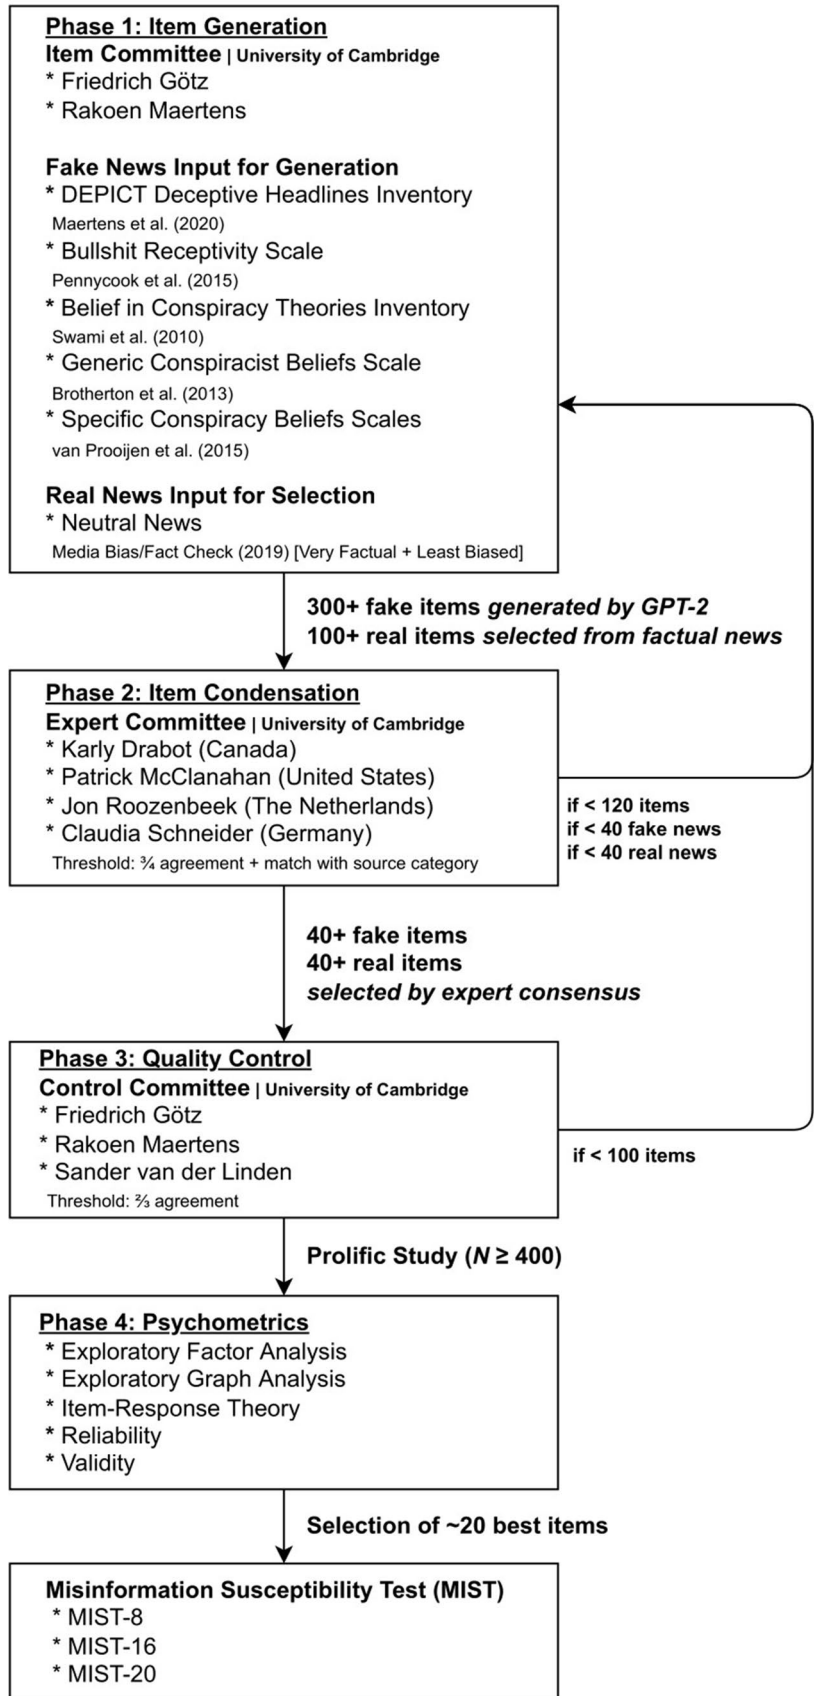 Phase 1: Item Generation
Item Committee | University of Cambridge
* Friedrich Götz
* Rakoen Maertens
Fake News Input for Generation
* DEPICT Deceptive Headlines Inventory
Maertens et al. (2020)
* Bullshit Receptivity Scale
Pennycook et al. (2015)
* Belief in Conspiracy Theories Inventory
Swami et al. (2010)
* Generic Conspiracist Beliefs Scale
Brotherton et al. (2013)
* Specific Conspiracy Beliefs Scales
van Prooijen et al. (2015)
Real News Input for Selection
* Neutral News
Media Bias/Fact Check (2019) [Very Factual + Least Biased]
300+ fake items generated by GPT-2
100+ real items selected from factual news
Phase 2: Item Condensation
Expert Committee | University of Cambridge
* Karly Drabot (Canada)
* Patrick McClanahan (United States)
* Jon Roozenbeek (The Netherlands)
* Claudia Schneider (Germany)
Threshold: ¾ agreement + match with source category
if < 120 items
if < 40 fake news
if < 40 real news
40+ fake items
40+ real items
selected by expert consensus
Phase 3: Quality Control
Control Committee | University of Cambridge
* Friedrich Götz
* Rakoen Maertens
* Sander van der Linden
Threshold: ⅔ agreement
if < 100 items
Prolific Study (N ≥ 400)
Phase 4: Psychometrics
* Exploratory Factor Analysis
* Exploratory Graph Analysis
* Item-Response Theory
* Reliability
* Validity
Selection of ~20 best items
Misinformation Susceptibility Test (MIST)
* MIST-8
* MIST-16
* MIST-20